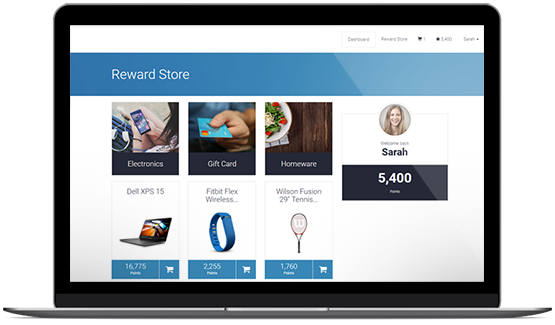 Dashboard
Reward Store
1
5,400
Sarah
Reward Store
Electronics
Gift Card
Homeware
Welcome back
Sarah
5,400
Points
Dell XPS 15
Fitbit Flex
Wireless...
Wilson Fusion
29" Tennis...
16,775
Points
2,255
Points
1,760
Points